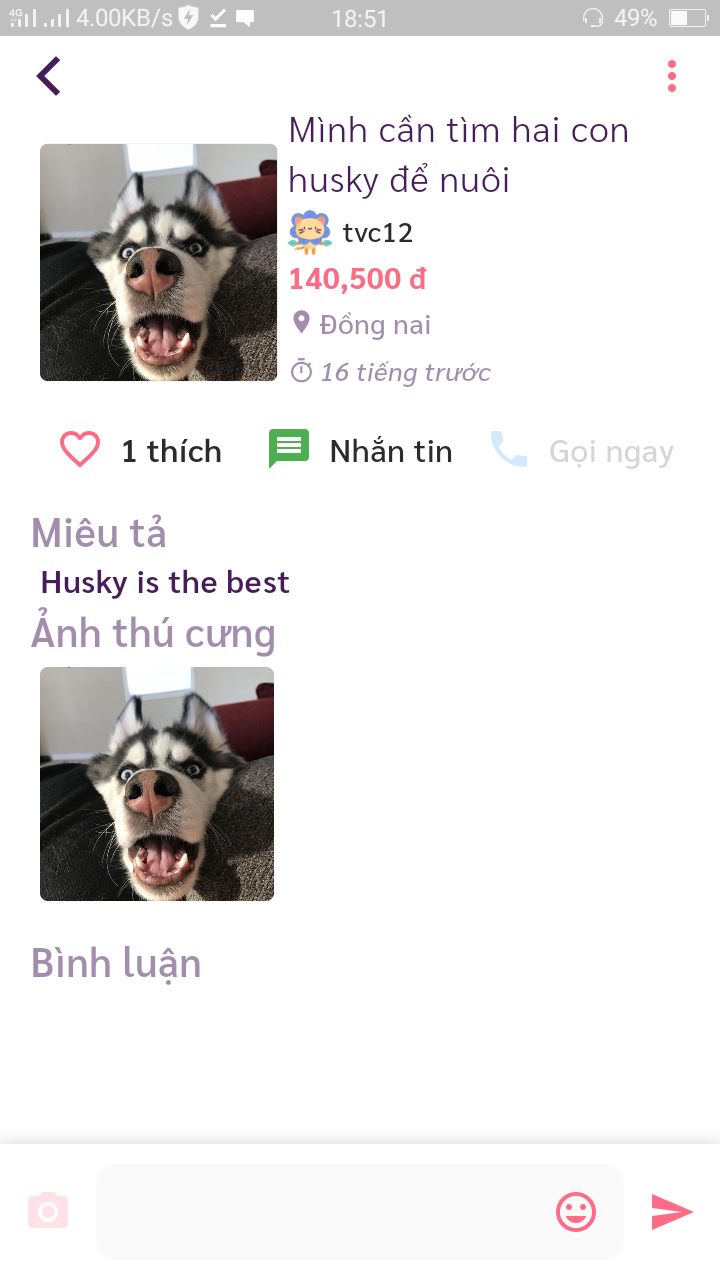 4G 4.00KB/s 18:51 49%
Mình cần tìm hai con
husky để nuôi
tvc12
140,500 đ
Đồng nai
16 tiếng trước
1 thích Nhắn tin Gọi ngay
Miêu tả
Husky is the best
Ảnh thú cưng
Bình luận